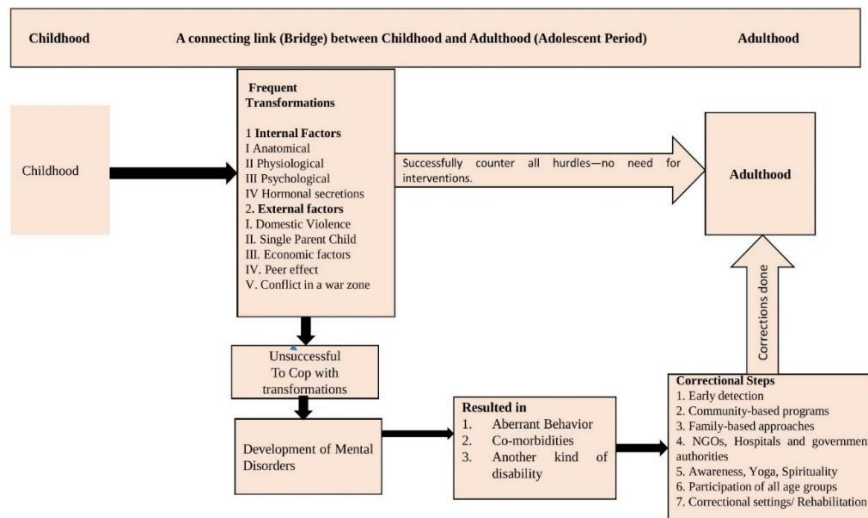 Childhood A connecting link (Bridge) between Childhood and Adulthood (Adolescent Period) Adulthood
Childhood
Frequent
Transformations
1 Internal Factors
I Anatomical
II Physiological
III Psychological
IV Hormonal secretions
2. External factors
I. Domestic Violence
II. Single Parent Child
III. Economic factors
IV. Peer effect
V. Conflict in a war zone
Successfully counter all hurdles—no need for
interventions.
Adulthood
Unsuccessful
To Cop with
transformations
Development of Mental
Disorders
Resulted in
1. Aberrant Behavior
2. Co-morbidities
3. Another kind of
disability
Correctional Steps
1. Early detection
2. Community-based programs
3. Family-based approaches
4. NGOs, Hospitals and government
authorities
5. Awareness, Yoga, Spirituality
6. Participation of all age groups
7. Correctional settings/ Rehabilitation
Corrections done